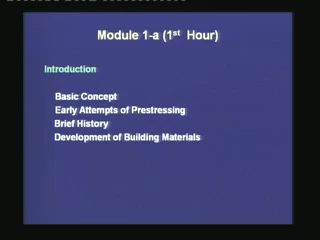 Module 1-a (1st Hour)
Introduction
Basic Concept
Early Attempts of Prestressing
Brief History
Development of Building Materials